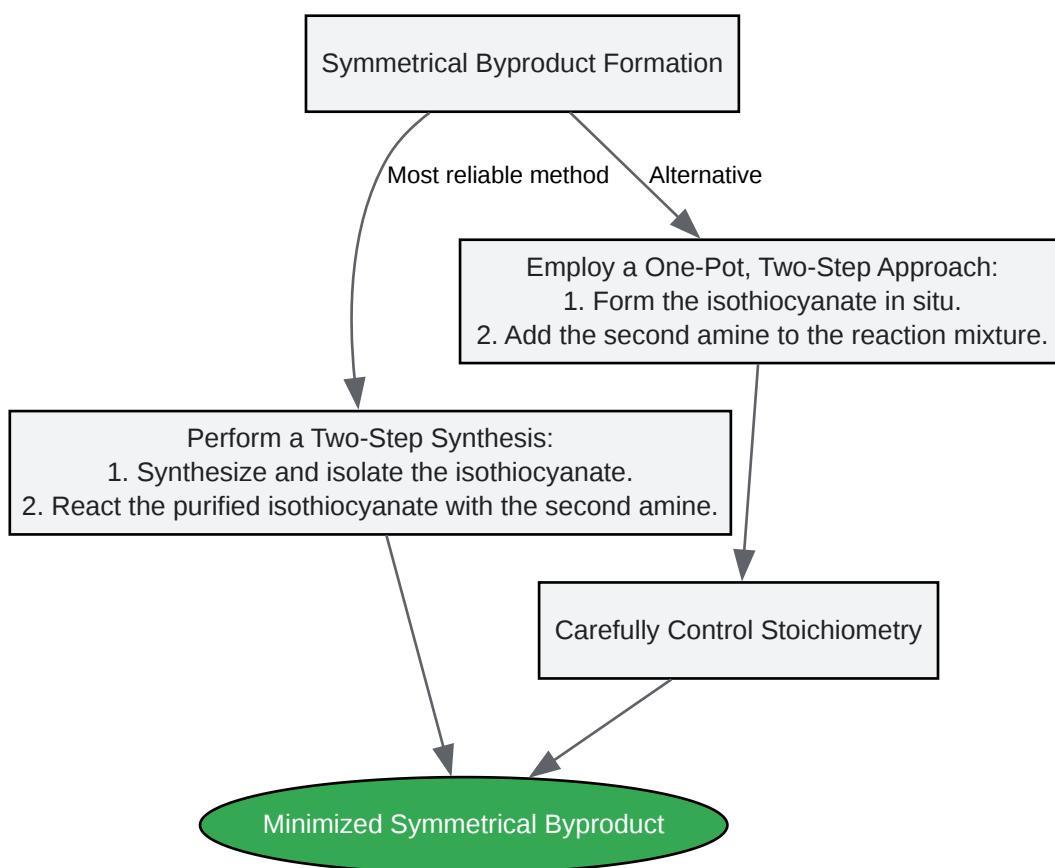 Symmetrical Byproduct Formation
Most reliable method
Alternative
Employ a One-Pot, Two-Step Approach:
1. Form the isothiocyanate in situ.
2. Add the second amine to the reaction mixture.
Perform a Two-Step Synthesis:
1. Synthesize and isolate the isothiocyanate.
2. React the purified isothiocyanate with the second amine.
Carefully Control Stoichiometry
Minimized Symmetrical Byproduct